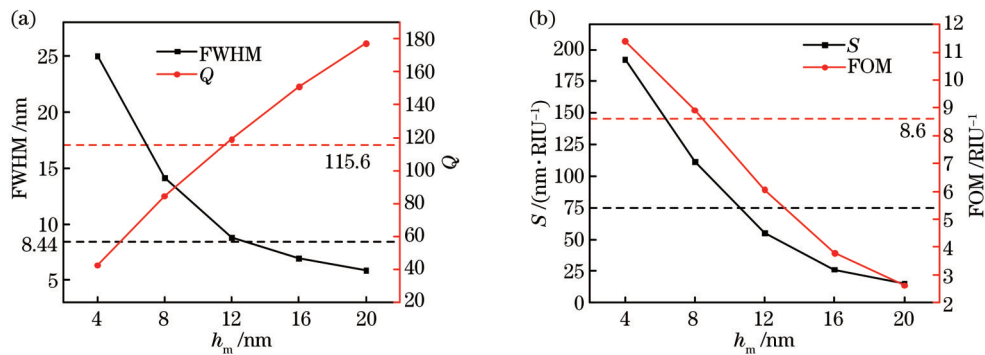 (a)
FWHM
Q
FWHM /nm
25
20
15
10
8.44
5
180
160
140
120
100
80
60
40
20
Q
115.6
4 8 12 16 20
hₘ /nm
(b)
S
FOM
S /(nm· RIU⁻¹)
200
175
150
125
100
75
50
25
0
12
11
10
9
8
7
6
5
4
3
2
FOM /RIU⁻¹
8.6
4 8 12 16 20
hₘ /nm